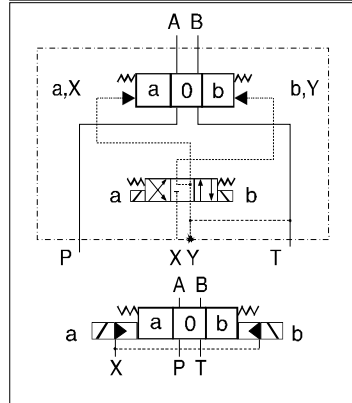 A B
a,X a 0 b b,Y
a b
P X Y T
A B
a a 0 b b
X P T